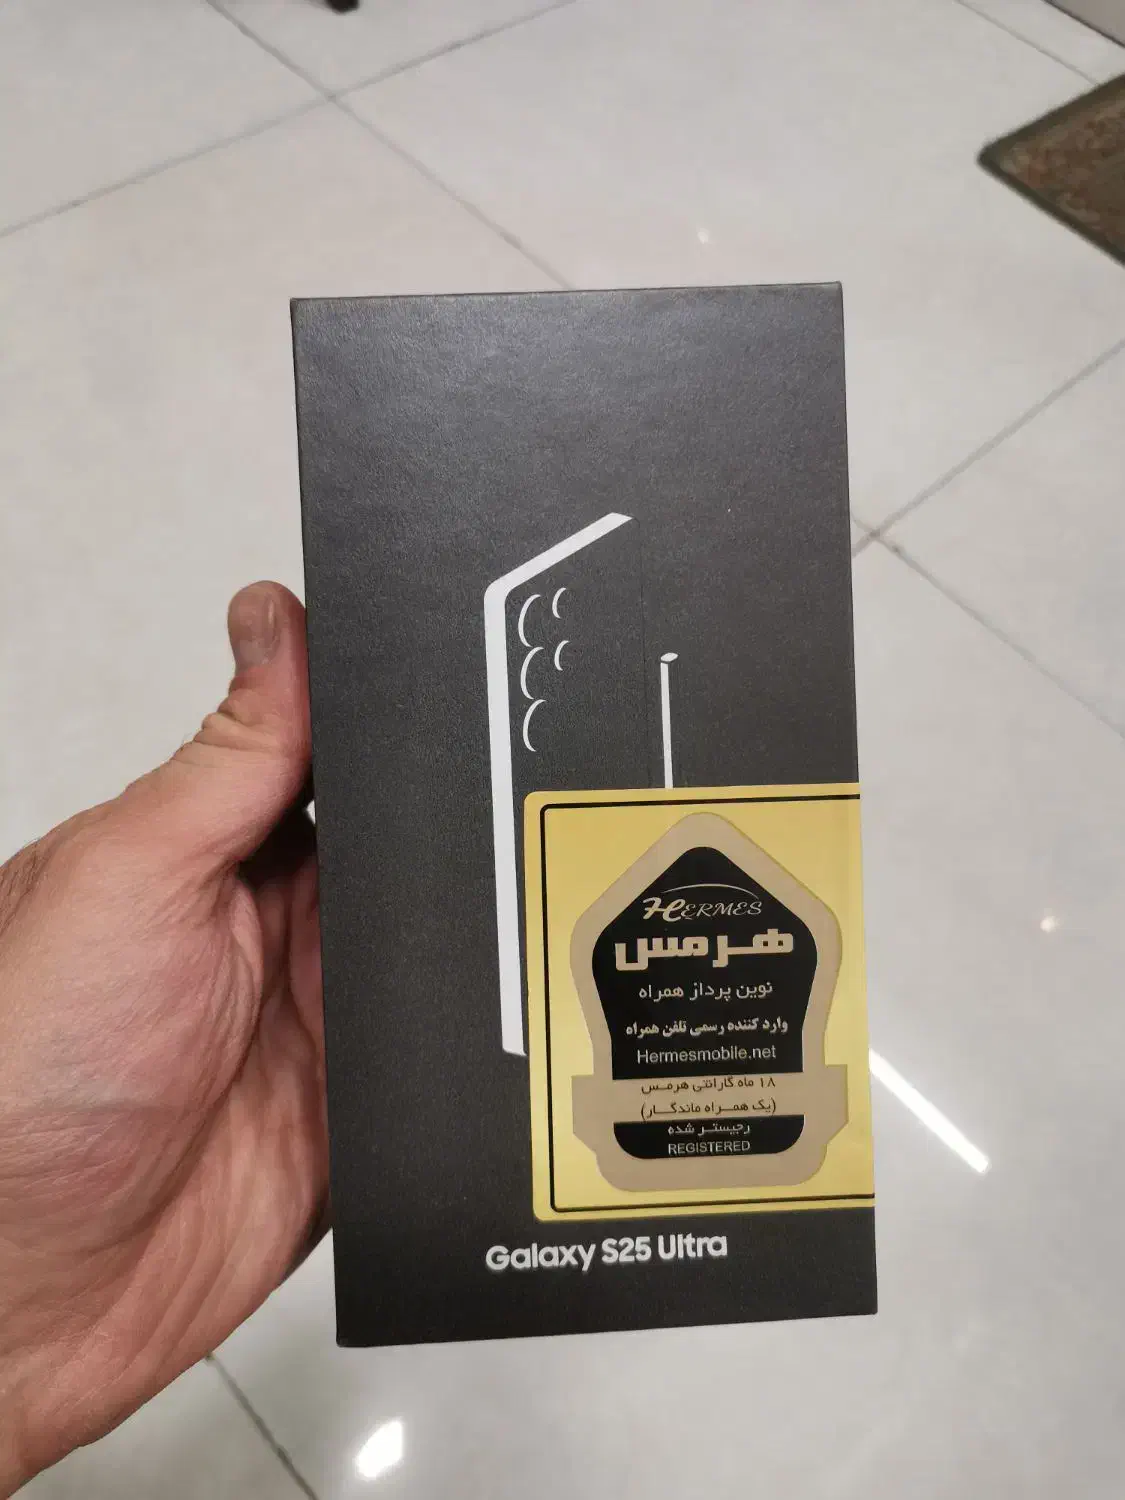 HERMES
هرمس
نوین پرداز همراه
وارد کننده رسمی تلفن همراه
Hermesmobile.net
۱۸ ماه گارانتی هرمس
(یک همراه ماندگار)
رجیستر شده
REGISTERED
Galaxy S25 Ultra